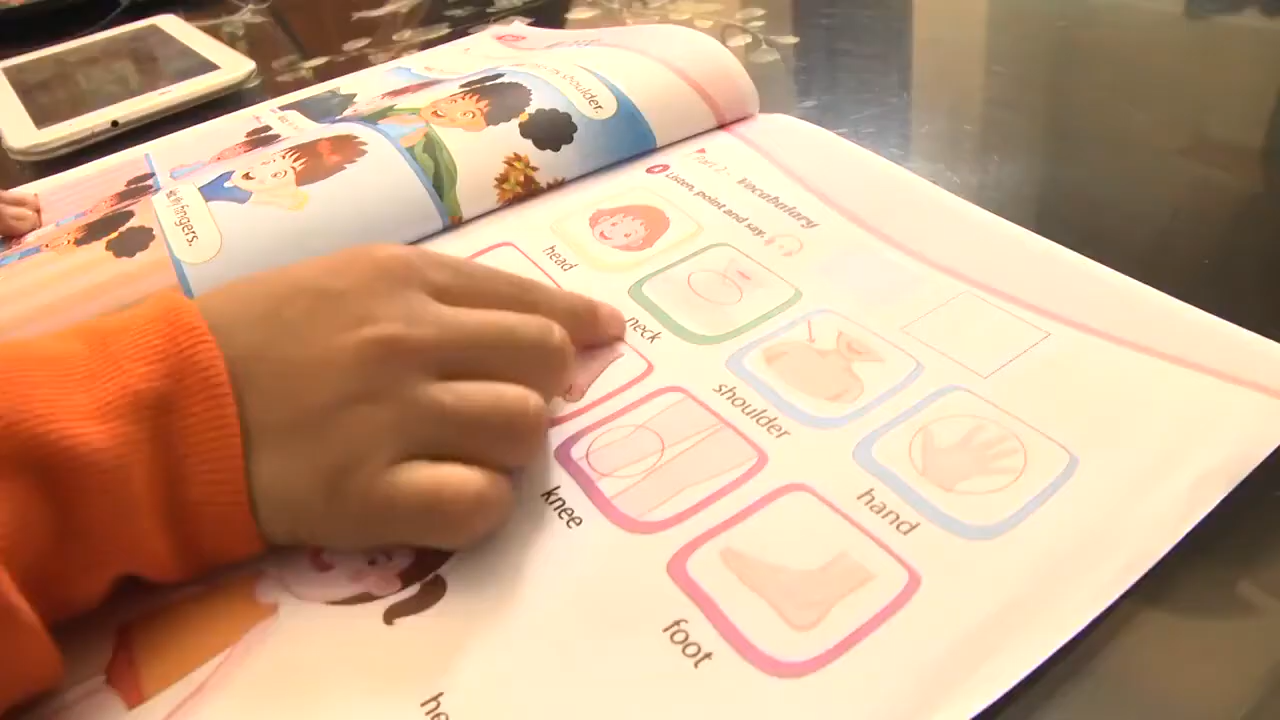 shoulder.
fingers.
Part 2 - Vocabulary
Listen, point and say.
head
neck
shoulder
hand
knee
foot